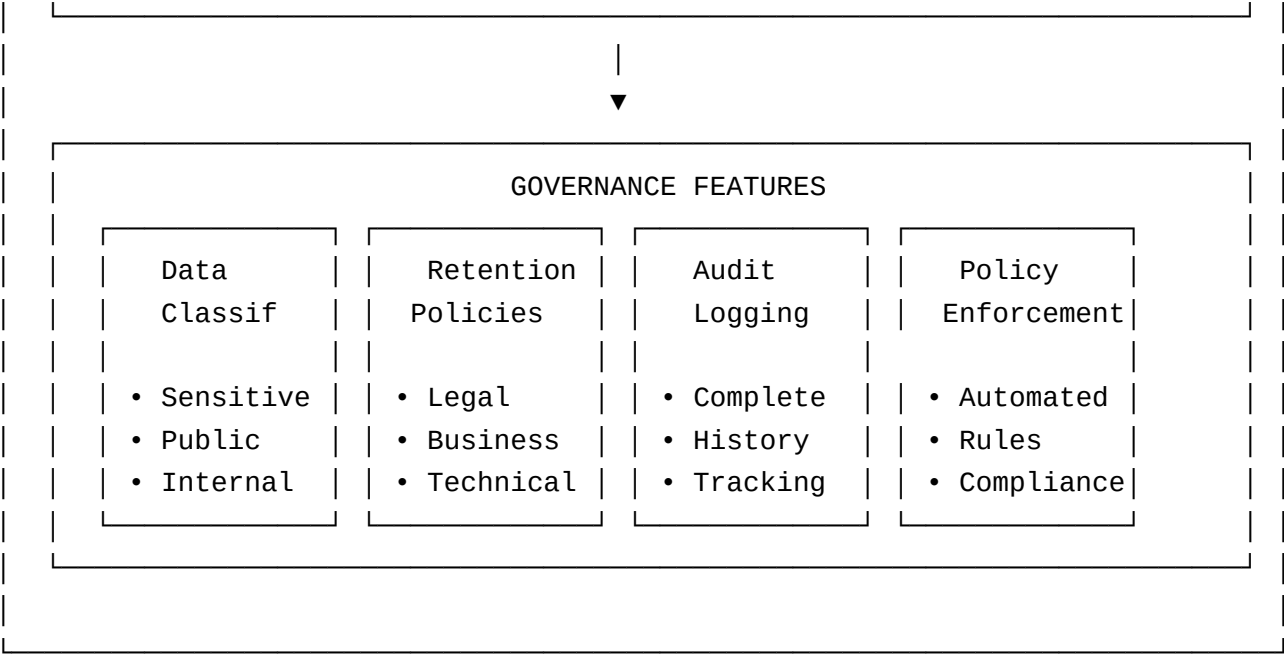 GOVERNANCE FEATURES
Data Retention Audit Policy
Classif Policies Logging Enforcement
• Sensitive • Legal • Complete • Automated
• Public • Business • History • Rules
• Internal • Technical • Tracking • Compliance